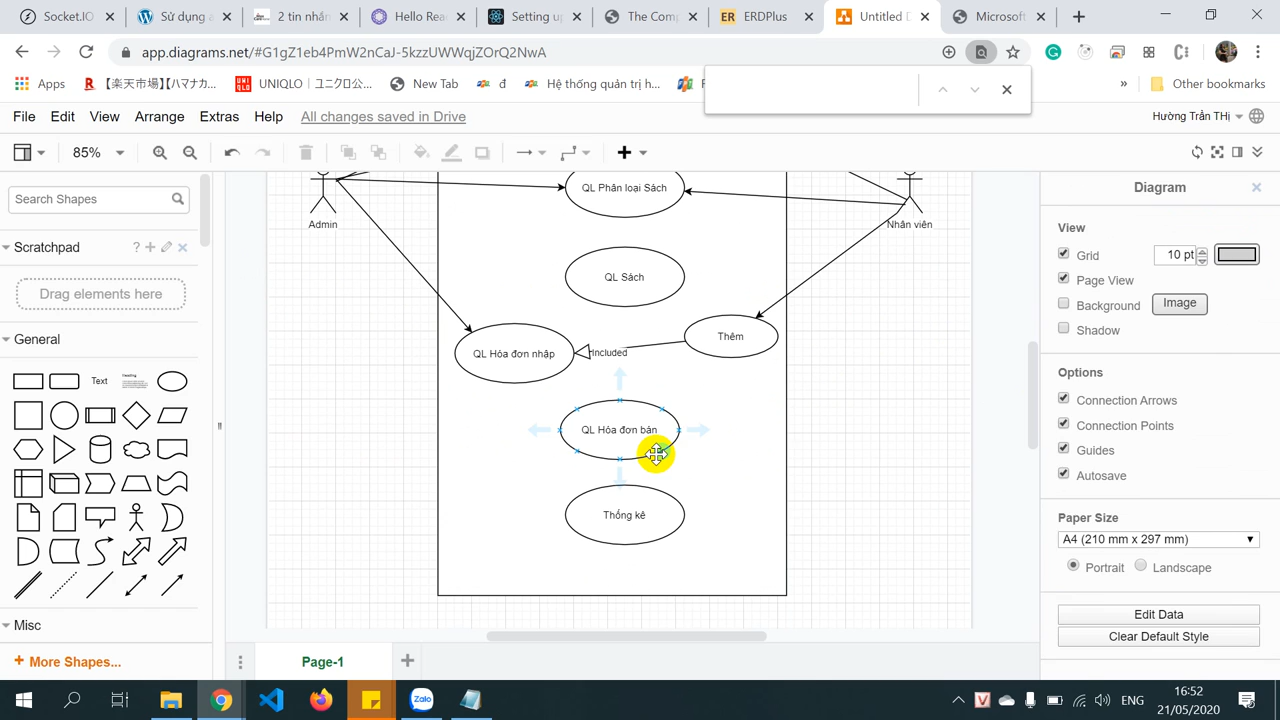 Socket.IO
Sử dụng a
2 tin nhắn
Hello Rea
Setting up
The Comp
ERDPlus
Untitled D
Microsoft
app.diagrams.net/#G1gZ1eb4PmW2nCaJ-5kzzUWWqjZOrQ2NwA
Apps
【楽天市場】【ハマナカ...
UNIQLO｜ユニクロ公...
New Tab
đ
Hệ thống quản trị h...
»
Other bookmarks
File
Edit
View
Arrange
Extras
Help
All changes saved in Drive
Hường Trần THị
85%
Search Shapes
Scratchpad
Drag elements here
General
Text
Heading
Misc
+ More Shapes...
QL Phân loại Sách
Admin
Nhân viên
QL Sách
Thêm
QL Hóa đơn nhập
Included
QL Hóa đơn bán
Thống kê
Page-1
Diagram
View
Grid
10 pt
Page View
Background
Image
Shadow
Options
Connection Arrows
Connection Points
Guides
Autosave
Paper Size
A4 (210 mm x 297 mm)
Portrait
Landscape
Edit Data
Clear Default Style
Zalo
ENG
16:52
21/05/2020